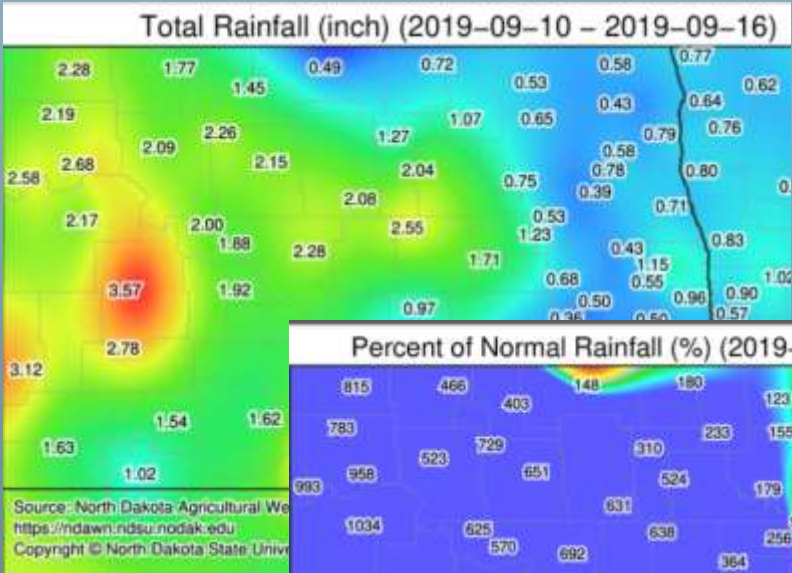 Total Rainfall (inch) (2019-09-10 - 2019-09-16)
2.28 1.77 0.49 0.72 0.58 0.77
1.45 0.53 0.62
2.19 0.43 0.64
2.26 1.27 1.07 0.65 0.79 0.76
2.09 0.58
2.58 2.68 2.15 2.04 0.78 0.80
0.75 0.39
2.08 0.71
2.17 2.00 2.55 0.53
1.88 2.28 1.23 0.43 0.83
1.71 1.15
3.57 1.92 0.68 0.55 1.02
0.97 0.50 0.96 0.90
0.57
2.78
3.12
1.54 1.62
1.63
1.02
Source: North Dakota Agricultural We
https://ndawn.ndsu.nodak.edu
Copyright © North Dakota State Unive
Percent of Normal Rainfall (%) (2019-
815 466 148 180
403 123
783 233 155
523 729 310
993 958 651 524 179
631
1034 625 638 256
570 692 364